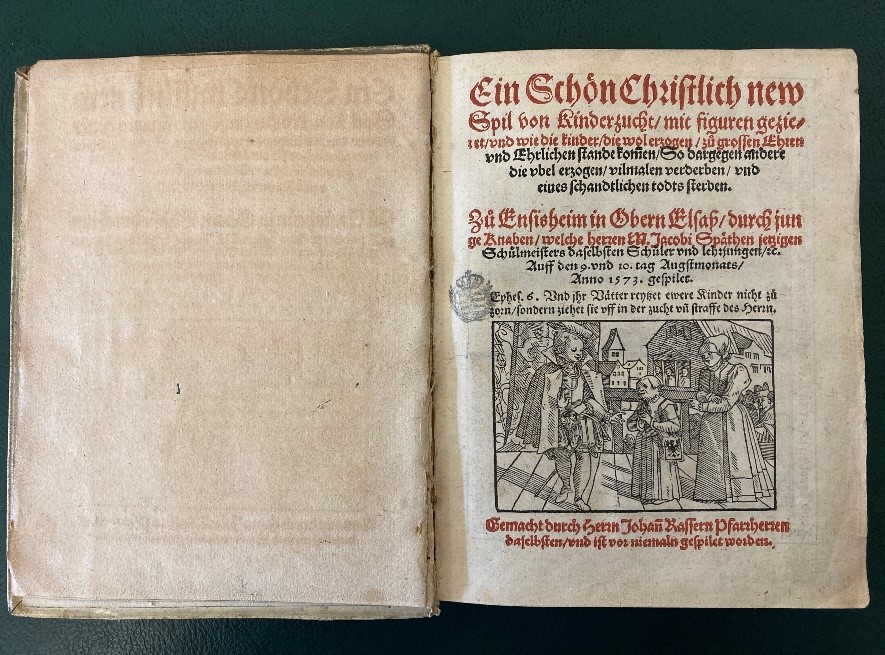 Ein Schön Christlich new
Spil von Kinderzucht/ mit figuren gezie-
ret/vnd wie die kinder/die wol erzogen/ zů grossen Ehren
vnd Ehrlichen stande kom̃en/So dargegen andere
die vbel erzogen/ vilmalen verderben/ vnd
eines schandtlichen todts sterben.
Zů Ensisheim in Obern Elsaß/ durch jun
ge Knaben/ welche herren M. Jacobi Späthen jetzigen
Schůlmeisters daselbsten Schůler vnd lehrjungen/ ⁊c.
Auff den 9. vnd 10. tag Augstmonats/
Anno 1573. gespilet.
Ephes. 6. Vnd jhr Vätter reytzet ewere Kinder nicht zů
zorn/sondern ziehet sie vff in der zucht vñ straffe des Herrn.
Gemacht durch Herrn Johañ Rassern Pfarrherren
daselbsten/vnd ist vor niemaln gespilet worden.